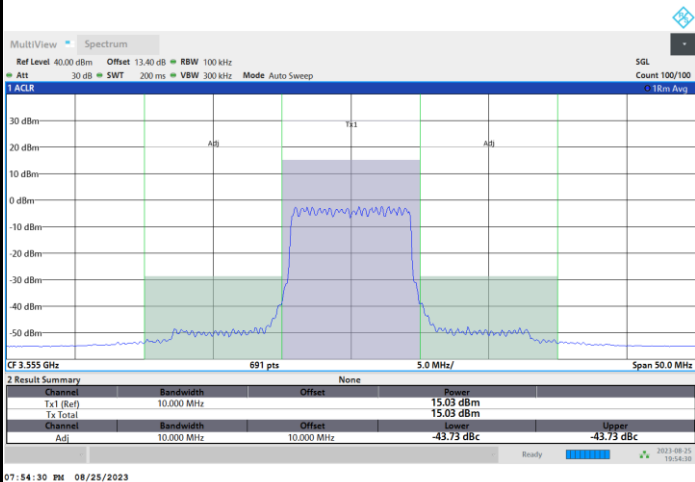 MultiView Spectrum
Ref Level 40.00 dBm Offset 13.40 dB RBW 100 kHz SGL
Att 30 dB SWT 200 ms VBW 300 kHz Mode Auto Sweep Count 100/100
1 ACLR 1Rm Avg
30 dBm
Tx1
20 dBm Adj Adj
10 dBm
0 dBm
-10 dBm
-20 dBm
-30 dBm
-40 dBm
-50 dBm
CF 3.555 GHz 691 pts 5.0 MHz/ Span 50.0 MHz
2 Result Summary None
Channel Bandwidth Offset Power
Tx1 (Ref) 10.000 MHz 15.03 dBm
Tx Total 15.03 dBm
Channel Bandwidth Offset Lower Upper
Adj 10.000 MHz 10.000 MHz -43.73 dBc -43.73 dBc
Ready 2023-08-25
19:54:30
07:54:30 PM 08/25/2023